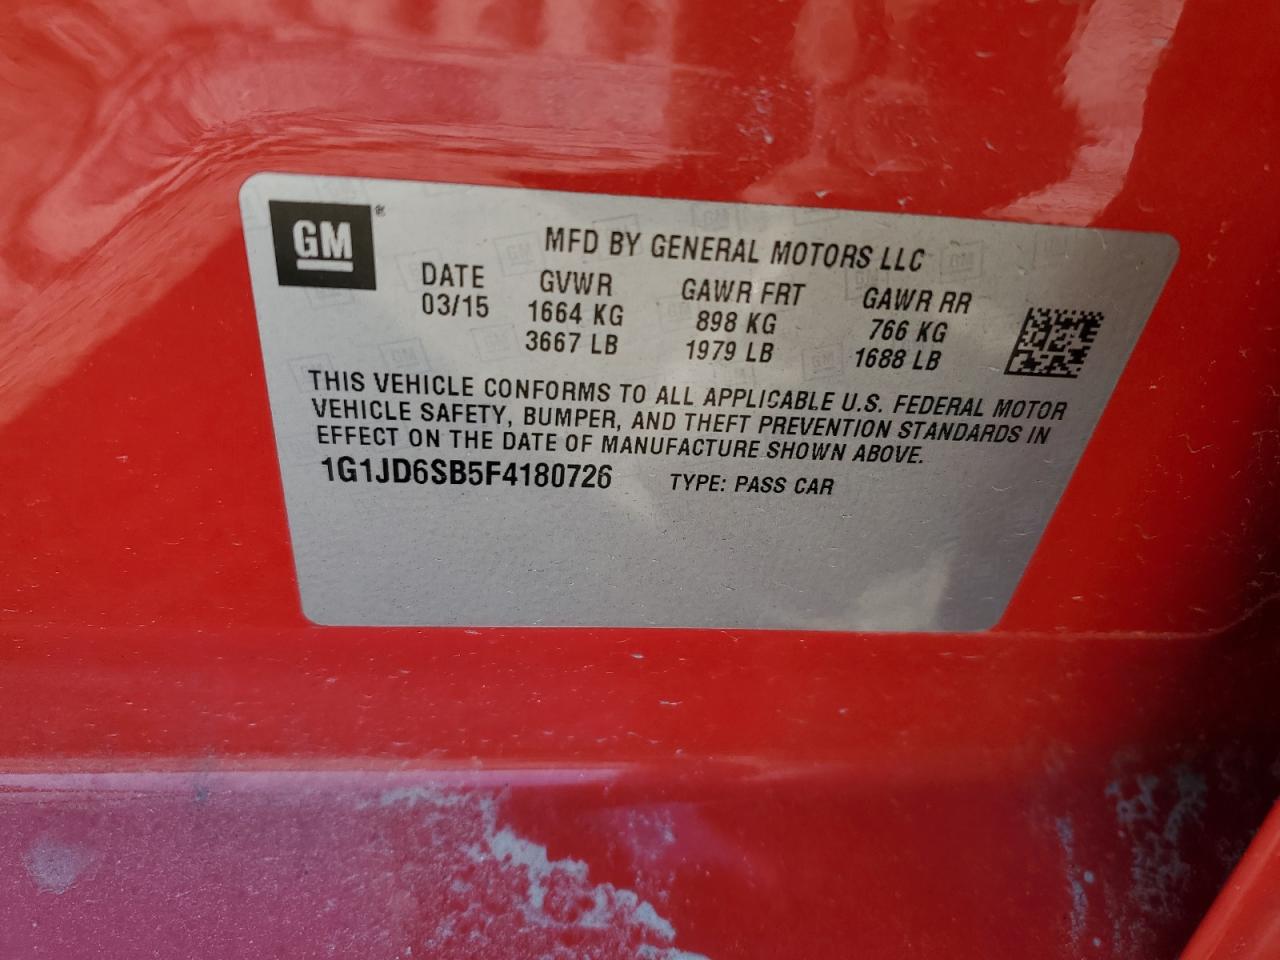 GM®
MFD BY GENERAL MOTORS LLC
DATE GVWR GAWR FRT GAWR RR
03/15 1664 KG 898 KG 766 KG
3667 LB 1979 LB 1688 LB
THIS VEHICLE CONFORMS TO ALL APPLICABLE U.S. FEDERAL MOTOR
VEHICLE SAFETY, BUMPER, AND THEFT PREVENTION STANDARDS IN
EFFECT ON THE DATE OF MANUFACTURE SHOWN ABOVE.
1G1JD6SB5F4180726 TYPE: PASS CAR